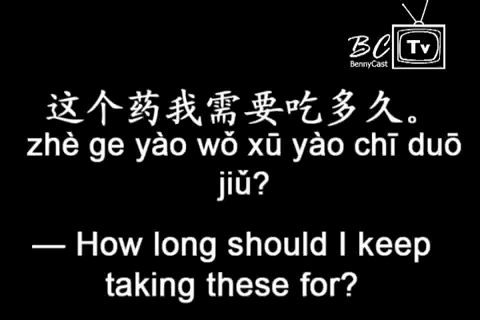 BC Tv
BennyCast
这个药我需要吃多久。
zhè ge yào wǒ xū yào chī duō
jiǔ?
— How long should I keep
taking these for?